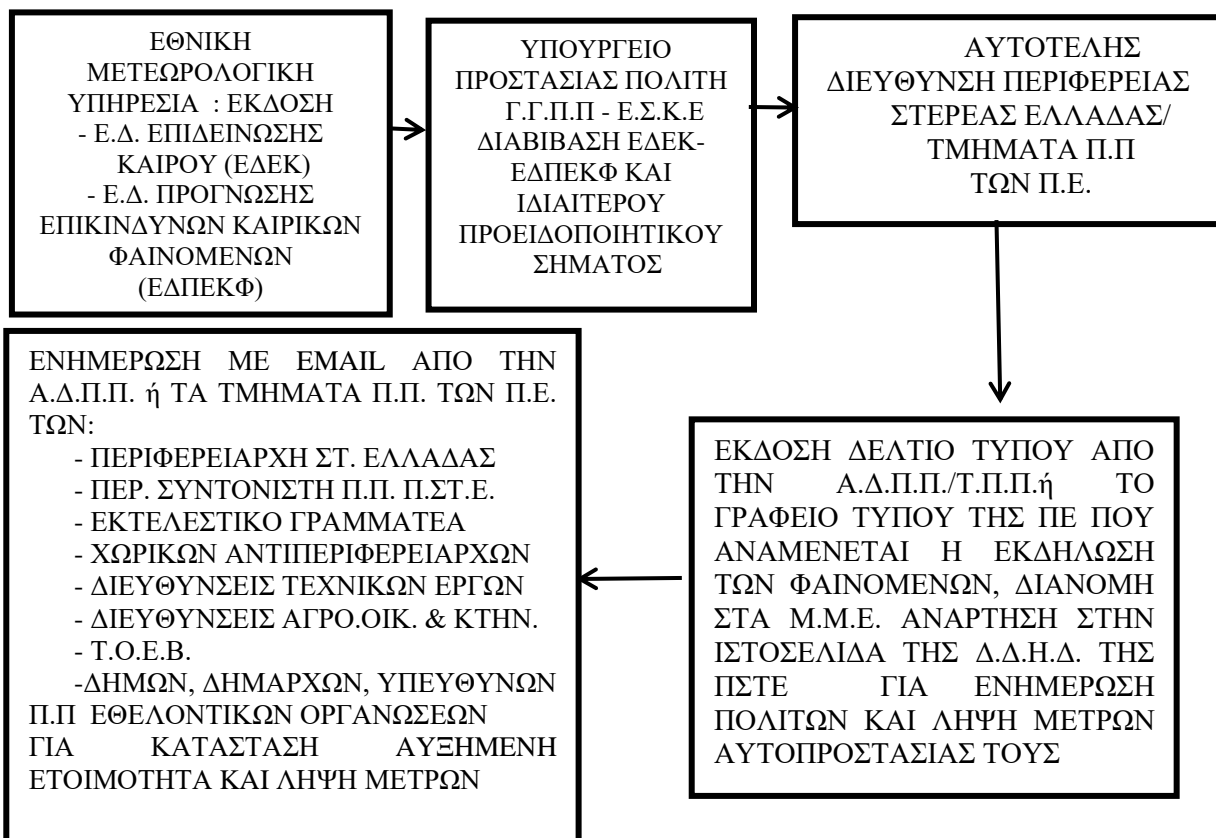 ΕΘΝΙΚΗ
ΜΕΤΕΩΡΟΛΟΓΙΚΗ
ΥΠΗΡΕΣΙΑ : ΕΚΔΟΣΗ
- Ε.Δ. ΕΠΙΔΕΙΝΩΣΗΣ
ΚΑΙΡΟΥ (ΕΔΕΚ)
- Ε.Δ. ΠΡΟΓΝΩΣΗΣ
ΕΠΙΚΙΝΔΥΝΩΝ ΚΑΙΡΙΚΩΝ
ΦΑΙΝΟΜΕΝΩΝ
(ΕΔΠΕΚΦ)
ΥΠΟΥΡΓΕΙΟ
ΠΡΟΣΤΑΣΙΑΣ ΠΟΛΙΤΗ
Γ.Γ.Π.Π - Ε.Σ.Κ.Ε
ΔΙΑΒΙΒΑΣΗ ΕΔΕΚ-
ΕΔΠΕΚΦ ΚΑΙ
ΙΔΙΑΙΤΕΡΟΥ
ΠΡΟΕΙΔΟΠΟΙΗΤΙΚΟΥ
ΣΗΜΑΤΟΣ
ΑΥΤΟΤΕΛΗΣ
ΔΙΕΥΘΥΝΣΗ ΠΕΡΙΦΕΡΕΙΑΣ
ΣΤΕΡΕΑΣ ΕΛΛΑΔΑΣ/
ΤΜΗΜΑΤΑ Π.Π
ΤΩΝ Π.Ε.
ΕΚΔΟΣΗ ΔΕΛΤΙΟ ΤΥΠΟΥ ΑΠΟ
ΤΗΝ Α.Δ.Π.Π./Τ.Π.Π.ή ΤΟ
ΓΡΑΦΕΙΟ ΤΥΠΟΥ ΤΗΣ ΠΕ ΠΟΥ
ΑΝΑΜΕΝΕΤΑΙ Η ΕΚΔΗΛΩΣΗ
ΤΩΝ ΦΑΙΝΟΜΕΝΩΝ, ΔΙΑΝΟΜΗ
ΣΤΑ Μ.Μ.Ε. ΑΝΑΡΤΗΣΗ ΣΤΗΝ
ΙΣΤΟΣΕΛΙΔΑ ΤΗΣ Δ.Δ.Η.Δ. ΤΗΣ
ΠΣΤΕ ΓΙΑ ΕΝΗΜΕΡΩΣΗ
ΠΟΛΙΤΩΝ ΚΑΙ ΛΗΨΗ ΜΕΤΡΩΝ
ΑΥΤΟΠΡΟΣΤΑΣΙΑΣ ΤΟΥΣ
ΕΝΗΜΕΡΩΣΗ ΜΕ EMAIL ΑΠΟ ΤΗΝ
Α.Δ.Π.Π. ή ΤΑ ΤΜΗΜΑΤΑ Π.Π. ΤΩΝ Π.Ε.
ΤΩΝ:
- ΠΕΡΙΦΕΡΕΙΑΡΧΗ ΣΤ. ΕΛΛΑΔΑΣ
- ΠΕΡ. ΣΥΝΤΟΝΙΣΤΗ Π.Π. Π.ΣΤ.Ε.
- ΕΚΤΕΛΕΣΤΙΚΟ ΓΡΑΜΜΑΤΕΑ
- ΧΩΡΙΚΩΝ ΑΝΤΙΠΕΡΙΦΕΡΕΙΑΡΧΩΝ
- ΔΙΕΥΘΥΝΣΕΙΣ ΤΕΧΝΙΚΩΝ ΕΡΓΩΝ
- ΔΙΕΥΘΥΝΣΕΙΣ ΑΓΡΟ.ΟΙΚ. & ΚΤΗΝ.
- Τ.Ο.Ε.Β.
-ΔΗΜΩΝ, ΔΗΜΑΡΧΩΝ, ΥΠΕΥΘΥΝΩΝ
Π.Π ΕΘΕΛΟΝΤΙΚΩΝ ΟΡΓΑΝΩΣΕΩΝ
ΓΙΑ ΚΑΤΑΣΤΑΣΗ ΑΥΞΗΜΕΝΗ
ΕΤΟΙΜΟΤΗΤΑ ΚΑΙ ΛΗΨΗ ΜΕΤΡΩΝ